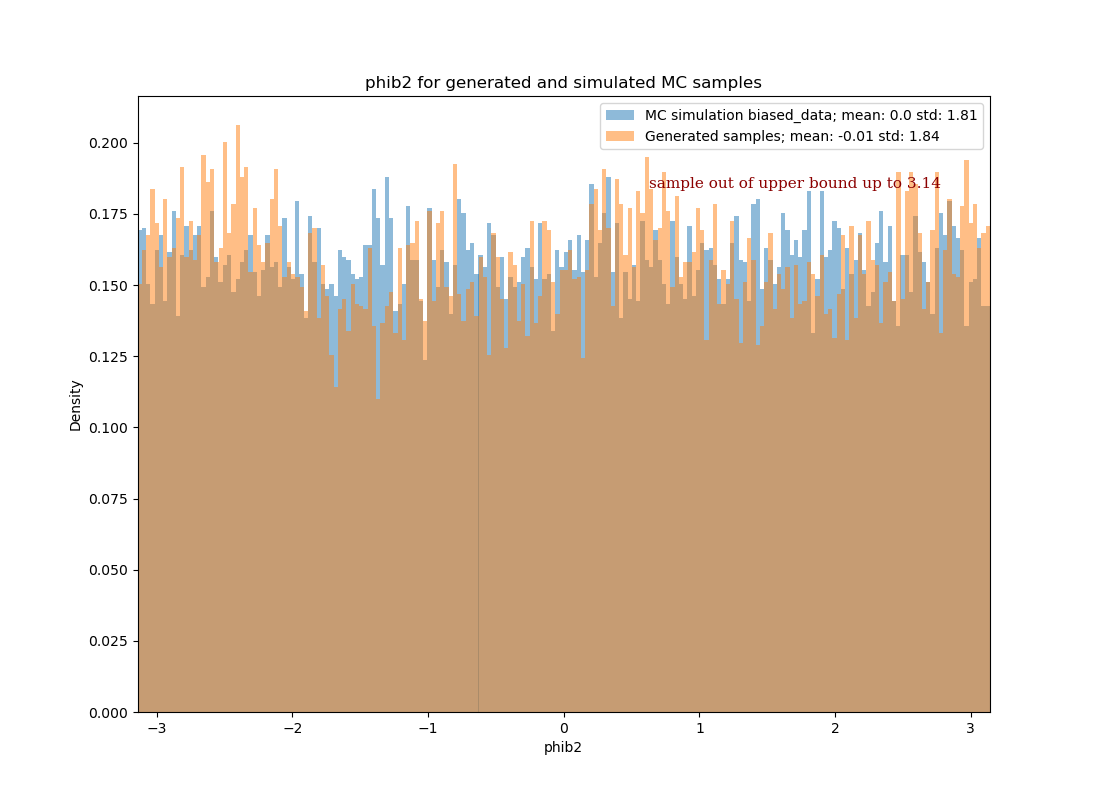 phib2 for generated and simulated MC samples
MC simulation biased_data; mean: 0.0 std: 1.81
Generated samples; mean: -0.01 std: 1.84
sample out of upper bound up to 3.14
0.200
0.175
0.150
0.125
0.100
0.075
0.050
0.025
0.000
Density
−3
−2
−1
0
1
2
3
phib2